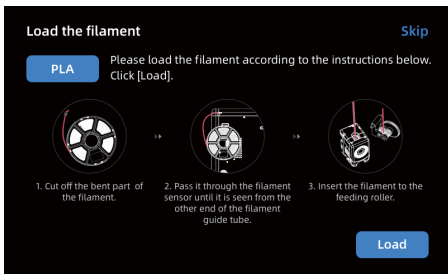 Load the filament
Skip
PLA
Please load the filament according to the instructions below.
Click [Load].
1. Cut off the bent part of
the filament.
2. Pass it through the filament
sensor until it is seen from the
other end of the filament
guide tube.
3. Insert the filament to the
feeding roller.
Load